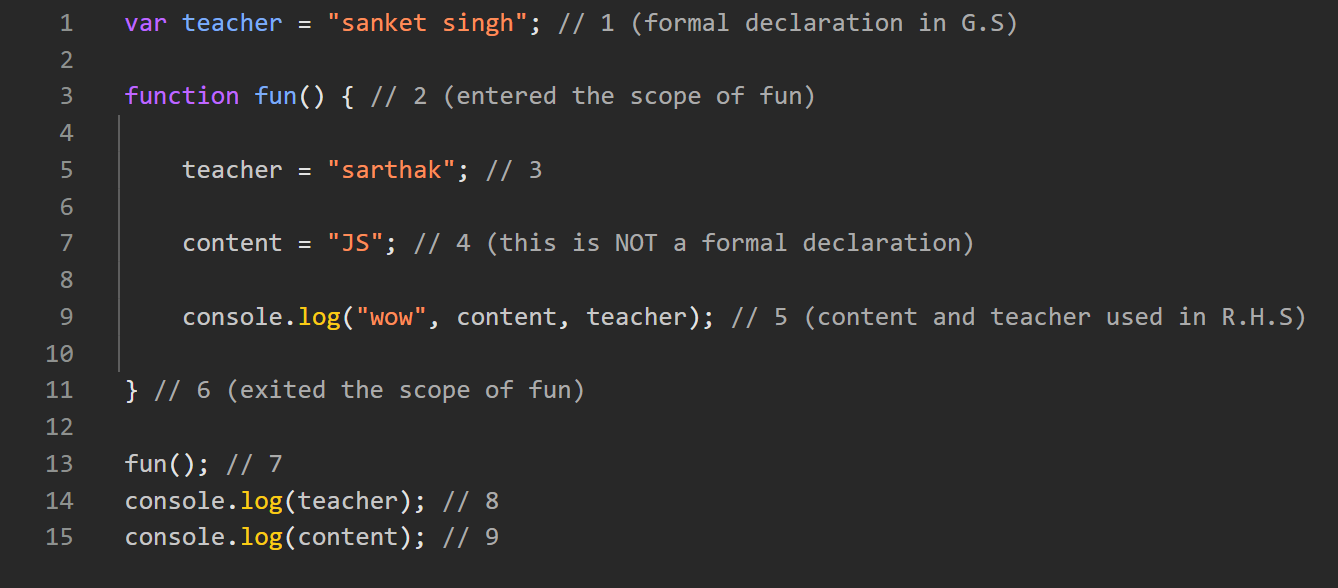 1 var teacher = "sanket singh"; // 1 (formal declaration in G.S)
2
3 function fun() { // 2 (entered the scope of fun)
4
5     teacher = "sarthak"; // 3
6
7     content = "JS"; // 4 (this is NOT a formal declaration)
8
9     console.log("wow", content, teacher); // 5 (content and teacher used in R.H.S)
10
11 } // 6 (exited the scope of fun)
12
13 fun(); // 7
14 console.log(teacher); // 8
15 console.log(content); // 9